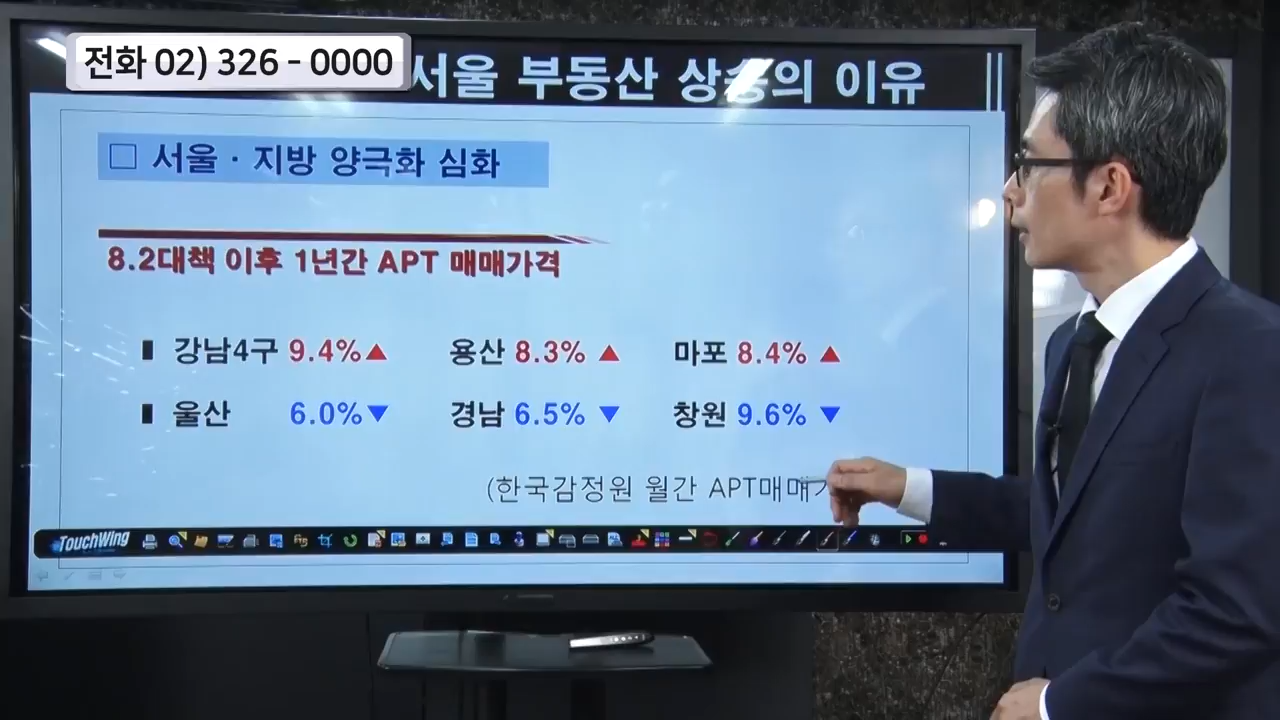 전화 02) 326 - 0000
서울 부동산 상승의 이유
□ 서울 · 지방 양극화 심화
8.2대책 이후 1년간 APT 매매가격
▮ 강남4구 9.4%▲ 용산 8.3% ▲ 마포 8.4% ▲
▮ 울산 6.0%▼ 경남 6.5% ▼ 창원 9.6% ▼
(한국감정원 월간 APT매매
TouchWing